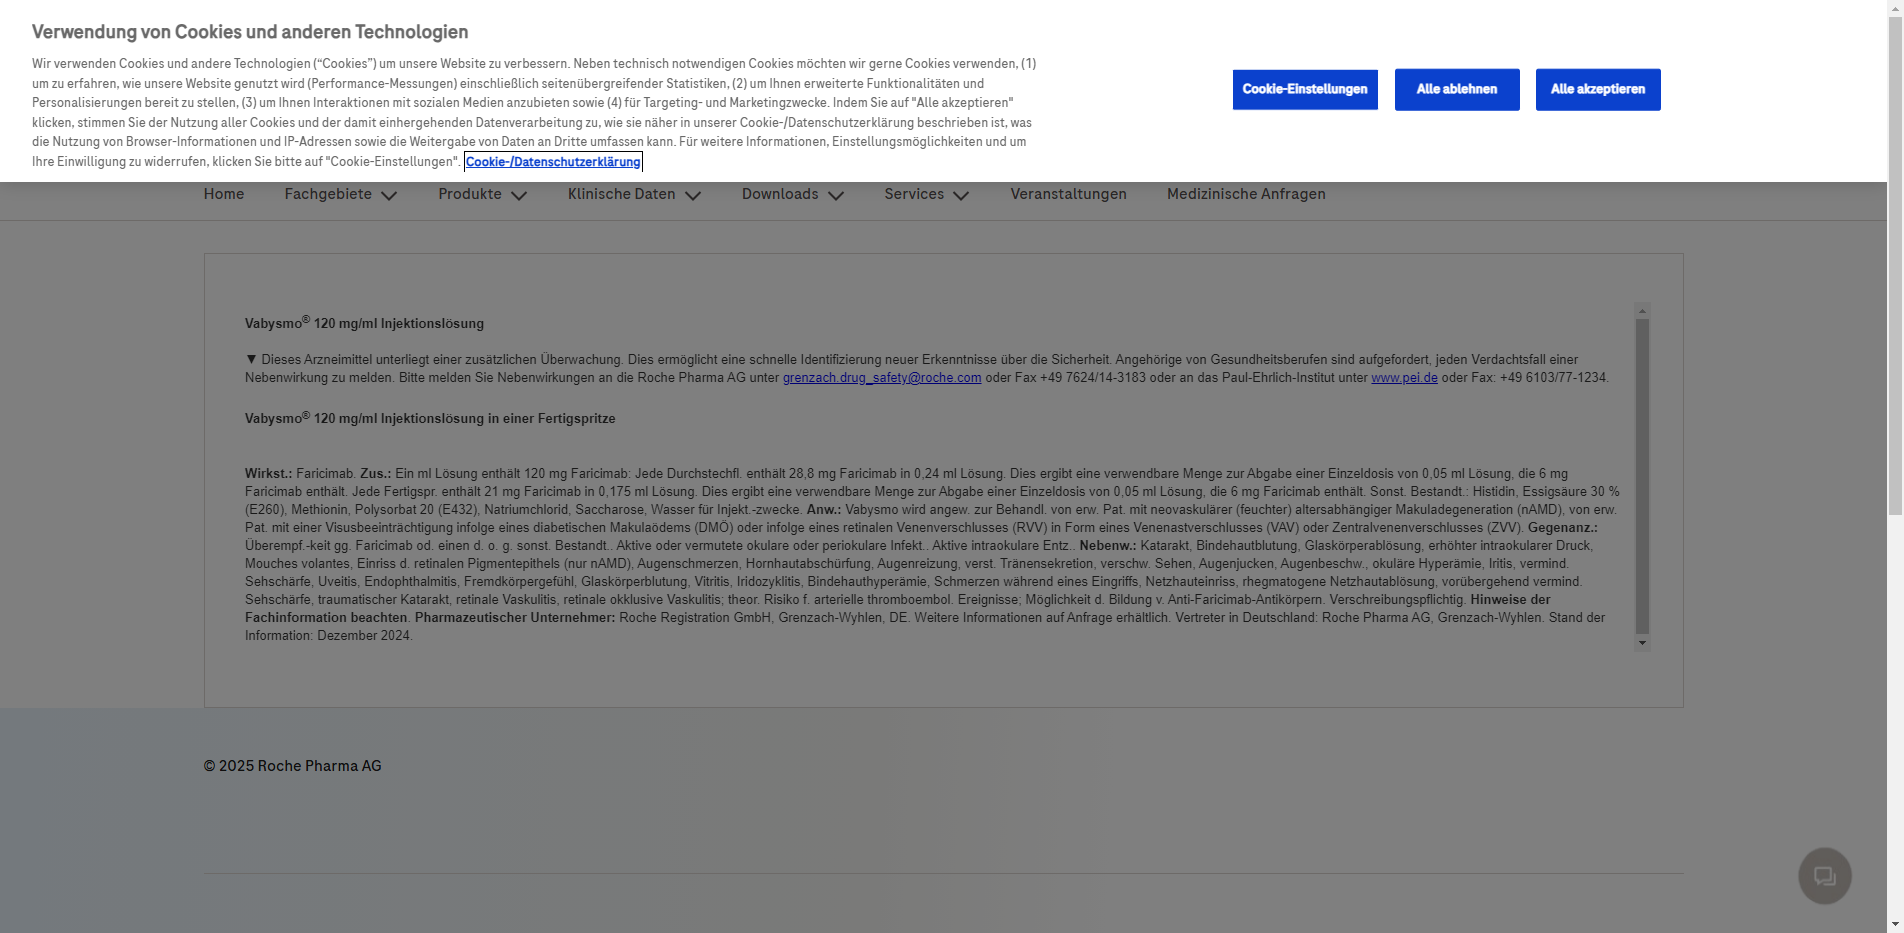 Verwendung von Cookies und anderen Technologien
Wir verwenden Cookies und andere Technologien (“Cookies”) um unsere Website zu verbessern. Neben technisch notwendigen Cookies möchten wir gerne Cookies verwenden, (1)
um zu erfahren, wie unsere Website genutzt wird (Performance-Messungen) einschließlich seitenübergreifender Statistiken, (2) um Ihnen erweiterte Funktionalitäten und
Personalisierungen bereit zu stellen, (3) um Ihnen Interaktionen mit sozialen Medien anzubieten sowie (4) für Targeting- und Marketingzwecke. Indem Sie auf "Alle akzeptieren"
klicken, stimmen Sie der Nutzung aller Cookies und der damit einhergehenden Datenverarbeitung zu, wie sie näher in unserer Cookie-/Datenschutzerklärung beschrieben ist, was
die Nutzung von Browser-Informationen und IP-Adressen sowie die Weitergabe von Daten an Dritte umfassen kann. Für weitere Informationen, Einstellungsmöglichkeiten und um
Ihre Einwilligung zu widerrufen, klicken Sie bitte auf "Cookie-Einstellungen". Cookie-/Datenschutzerklärung
Cookie-Einstellungen
Alle ablehnen
Alle akzeptieren
Home
Fachgebiete
Produkte
Klinische Daten
Downloads
Services
Veranstaltungen
Medizinische Anfragen
Vabysmo® 120 mg/ml Injektionslösung
▼ Dieses Arzneimittel unterliegt einer zusätzlichen Überwachung. Dies ermöglicht eine schnelle Identifizierung neuer Erkenntnisse über die Sicherheit. Angehörige von Gesundheitsberufen sind aufgefordert, jeden Verdachtsfall einer
Nebenwirkung zu melden. Bitte melden Sie Nebenwirkungen an die Roche Pharma AG unter grenzach.drug_safety@roche.com oder Fax +49 7624/14-3183 oder an das Paul-Ehrlich-Institut unter www.pei.de oder Fax: +49 6103/77-1234.
Vabysmo® 120 mg/ml Injektionslösung in einer Fertigspritze
Wirkst.: Faricimab. Zus.: Ein ml Lösung enthält 120 mg Faricimab: Jede Durchstechfl. enthält 28,8 mg Faricimab in 0,24 ml Lösung. Dies ergibt eine verwendbare Menge zur Abgabe einer Einzeldosis von 0,05 ml Lösung, die 6 mg
Faricimab enthält. Jede Fertigspr. enthält 21 mg Faricimab in 0,175 ml Lösung. Dies ergibt eine verwendbare Menge zur Abgabe einer Einzeldosis von 0,05 ml Lösung, die 6 mg Faricimab enthält. Sonst. Bestandt.: Histidin, Essigsäure 30 %
(E260), Methionin, Polysorbat 20 (E432), Natriumchlorid, Saccharose, Wasser für Injekt.-zwecke. Anw.: Vabysmo wird angew. zur Behandl. von erw. Pat. mit neovaskulärer (feuchter) altersabhängiger Makuladegeneration (nAMD), von erw.
Pat. mit einer Visusbeeinträchtigung infolge eines diabetischen Makulaödems (DMÖ) oder infolge eines retinalen Venenverschlusses (RVV) in Form eines Venenastverschlusses (VAV) oder Zentralvenenverschlusses (ZVV). Gegenanz.:
Überempf.-keit gg. Faricimab od. einen d. o. g. sonst. Bestandt.. Aktive oder vermutete okulare oder periokulare Infekt.. Aktive intraokulare Entz.. Nebenw.: Katarakt, Bindehautblutung, Glaskörperablösung, erhöhter intraokularer Druck,
Mouches volantes, Einriss d. retinalen Pigmentepithels (nur nAMD), Augenschmerzen, Hornhautabschürfung, Augenreizung, verst. Tränensekretion, verschw. Sehen, Augenjucken, Augenbeschw., okuläre Hyperämie, Iritis, vermind.
Sehschärfe, Uveitis, Endophthalmitis, Fremdkörpergefühl, Glaskörperblutung, Vitritis, Iridozyklitis, Bindehauthyperämie, Schmerzen während eines Eingriffs, Netzhauteinriss, rhegmatogene Netzhautablösung, vorübergehend vermind.
Sehschärfe, traumatischer Katarakt, retinale Vaskulitis, retinale okklusive Vaskulitis; theor. Risiko f. arterielle thromboembol. Ereignisse; Möglichkeit d. Bildung v. Anti-Faricimab-Antikörpern. Verschreibungspflichtig. Hinweise der
Fachinformation beachten. Pharmazeutischer Unternehmer: Roche Registration GmbH, Grenzach-Wyhlen, DE. Weitere Informationen auf Anfrage erhältlich. Vertreter in Deutschland: Roche Pharma AG, Grenzach-Wyhlen. Stand der
Information: Dezember 2024.
© 2025 Roche Pharma AG